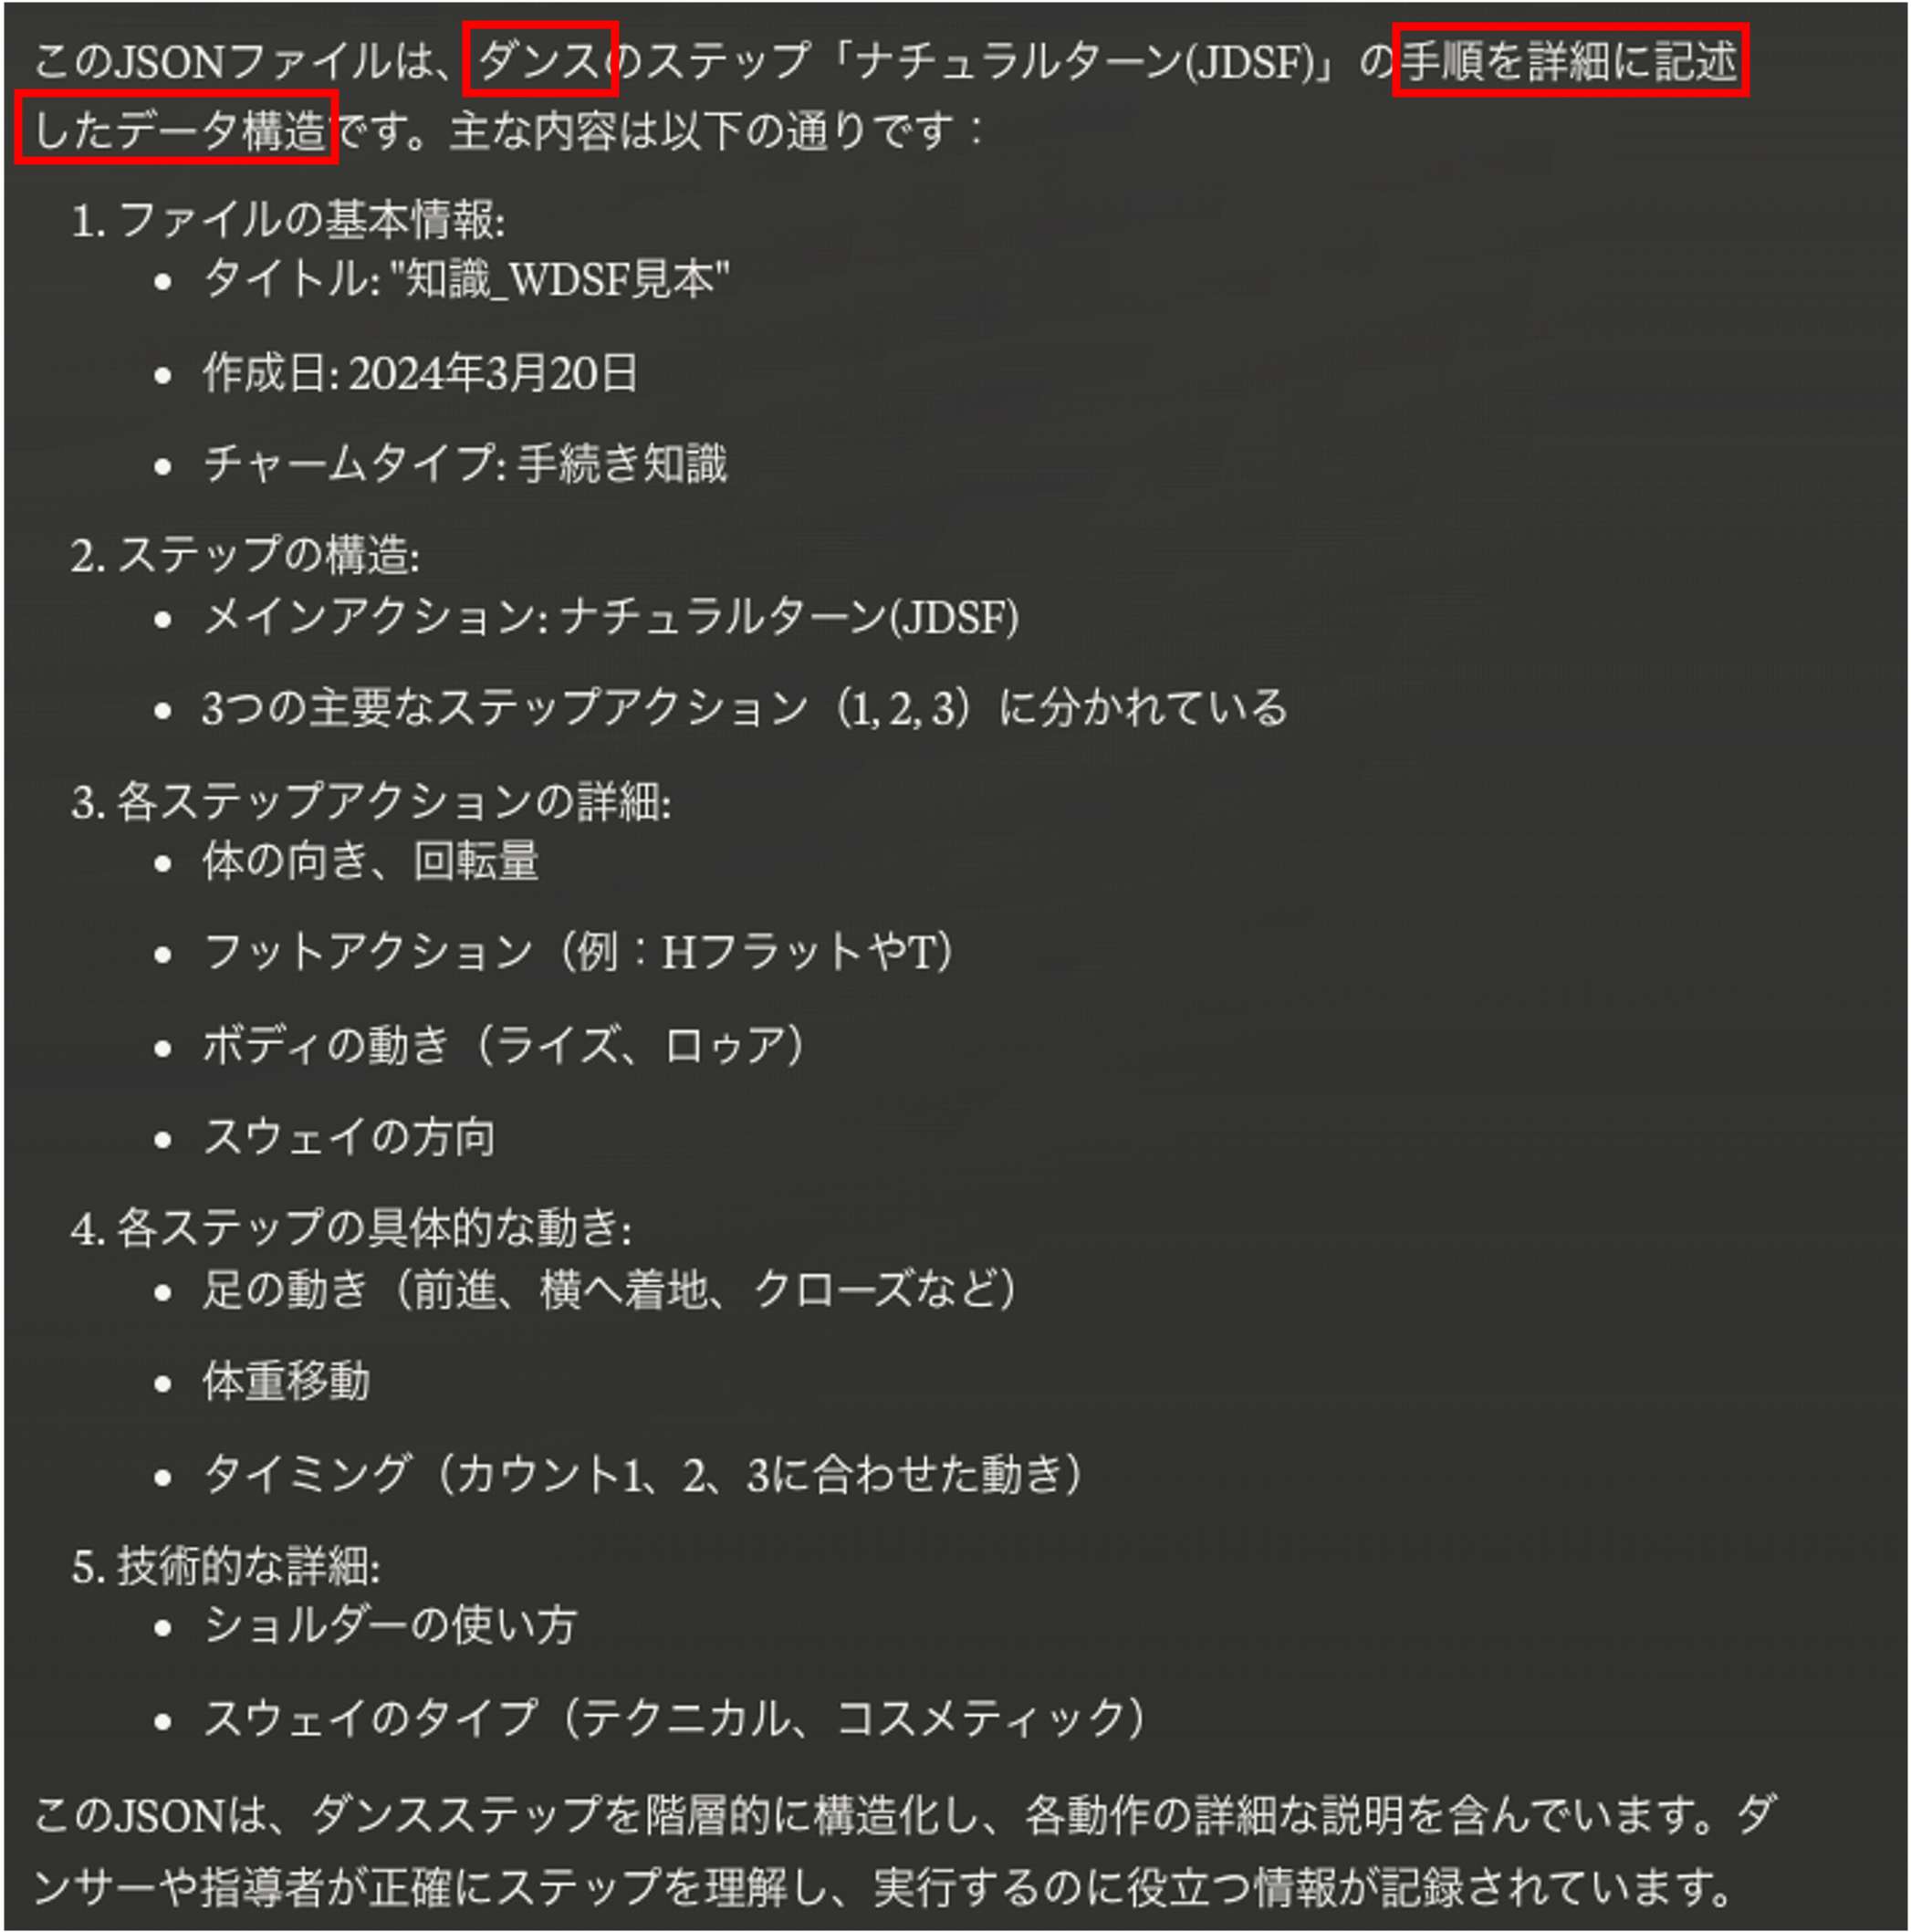 このJSONファイルは、ダンスのステップ「ナチュラルターン(JDSF)」の手順を詳細に記述
したデータ構造です。主な内容は以下の通りです：
1. ファイルの基本情報:
• タイトル: "知識_WDSF見本"
• 作成日: 2024年3月20日
• チャームタイプ: 手続き知識
2. ステップの構造:
• メインアクション: ナチュラルターン(JDSF)
• 3つの主要なステップアクション（1, 2, 3）に分かれている
3. 各ステップアクションの詳細:
• 体の向き、回転量
• フットアクション（例：HフラットやT）
• ボディの動き（ライズ、ロゥア）
• スウェイの方向
4. 各ステップの具体的な動き:
• 足の動き（前進、横へ着地、クローズなど）
• 体重移動
• タイミング（カウント1、2、3に合わせた動き）
5. 技術的な詳細:
• ショルダーの使い方
• スウェイのタイプ（テクニカル、コスメティック）
このJSONは、ダンスステップを階層的に構造化し、各動作の詳細な説明を含んでいます。ダ
ンサーや指導者が正確にステップを理解し、実行するのに役立つ情報が記録されています。